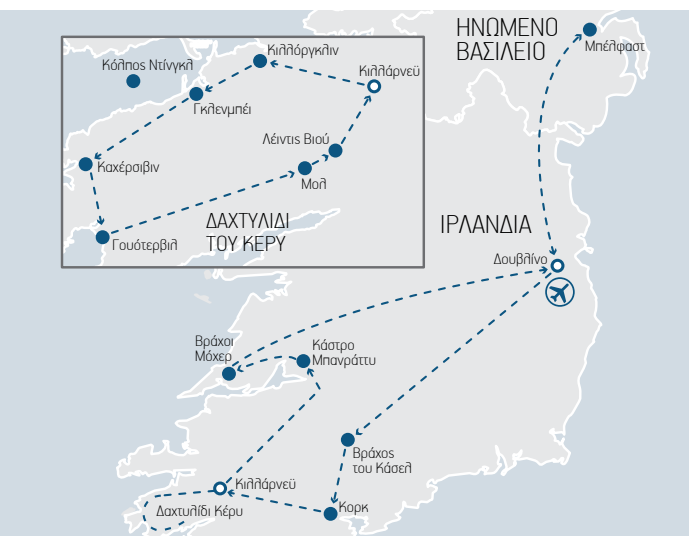 ΗΝΩΜΕΝΟ
ΒΑΣΙΛΕΙΟ
Μπέλφαστ
Κιλλόργκλιν
Κόλπος Ντίνγκλ
Κιλλάρνεϋ
Γκλενμπέι
Λέιντις Βιού
Καχέρσιβιν
Μολ
ΔΑΧΤΥΛΙΔΙ
ΤΟΥ ΚΕΡΥ
Γουότερβιλ
ΙΡΛΑΝΔΙΑ
Δουβλίνο
Βράχοι
Μόχερ
Κάστρο
Μπανράττυ
Βράχος
του Κάσελ
Κιλλάρνεϋ
Δαχτυλίδι Κέρυ
Κορκ